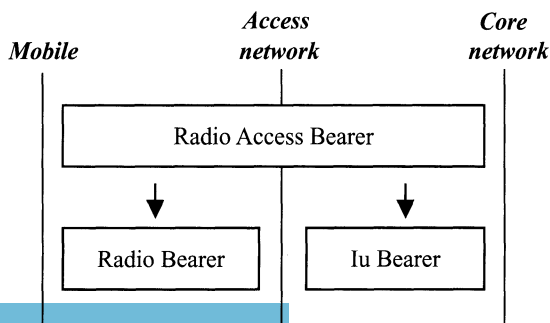 Mobile
Access
network
Core
network
Radio Access Bearer
Radio Bearer
Iu Bearer